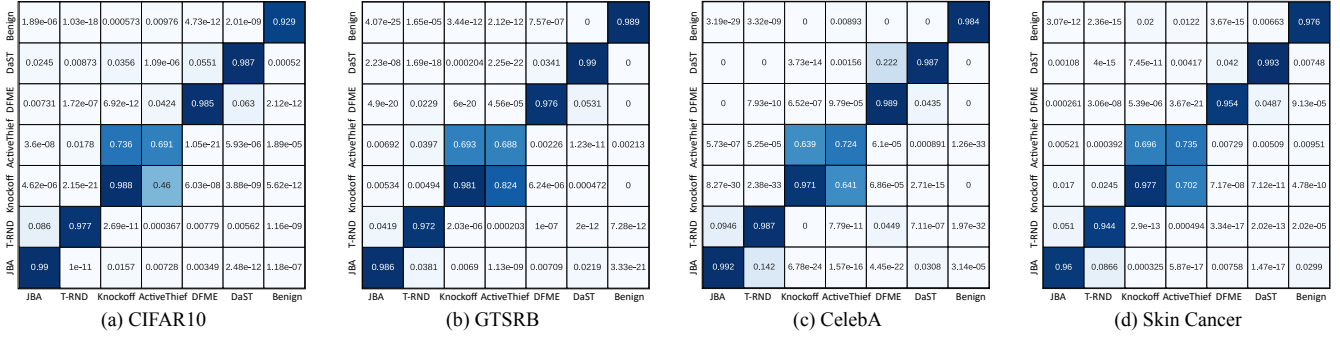 Benign 1.89e-06 1.03e-18 0.000573 0.00976 4.73e-12 2.01e-09 0.929
DaST 0.0245 0.00873 0.0356 1.09e-06 0.0551 0.987 0.00052
DFME 0.00731 1.72e-07 6.92e-12 0.0424 0.985 0.063 2.12e-12
ActiveThief 3.6e-08 0.0178 0.736 0.691 1.05e-21 5.93e-06 1.89e-05
Knockoff 4.62e-06 2.15e-21 0.988 0.46 6.03e-08 3.88e-09 5.62e-12
T-RND 0.086 0.977 2.69e-11 0.000367 0.00779 0.00562 1.16e-09
JBA 0.99 1e-11 0.0157 0.00728 0.00349 2.48e-12 1.18e-07
JBA T-RND Knockoff ActiveThief DFME DaST Benign
(a) CIFAR10
Benign 4.07e-25 1.65e-05 3.44e-12 2.12e-12 7.57e-07 0 0.989
DaST 2.23e-08 1.69e-18 0.000204 2.25e-22 0.0341 0.99 0
DFME 4.9e-20 0.0229 6e-20 4.56e-05 0.976 0.0531 0
ActiveThief 0.00692 0.0397 0.693 0.688 0.00226 1.23e-11 0.00213
Knockoff 0.00534 0.00494 0.981 0.824 6.24e-06 0.000472 0
T-RND 0.0419 0.972 2.03e-06 0.000203 1e-07 2e-12 7.28e-12
JBA 0.986 0.0381 0.0069 1.13e-09 0.00709 0.0219 3.33e-21
JBA T-RND Knockoff ActiveThief DFME DaST Benign
(b) GTSRB
Benign 3.19e-29 3.32e-09 0 0.00893 0 0 0.984
DaST 0 0 3.73e-14 0.00156 0.222 0.987 0
DFME 0 7.93e-10 6.52e-07 9.79e-05 0.989 0.0435 0
ActiveThief 5.73e-07 5.25e-05 0.639 0.724 6.1e-05 0.000891 1.26e-33
Knockoff 8.27e-30 2.38e-33 0.971 0.641 6.86e-05 2.71e-15 0
T-RND 0.0946 0.987 0 7.79e-11 0.0449 7.11e-07 1.97e-32
JBA 0.992 0.142 6.78e-24 1.57e-16 4.45e-22 0.0308 3.14e-05
JBA T-RND Knockoff ActiveThief DFME DaST Benign
(c) CelebA
Benign 3.07e-12 2.36e-15 0.02 0.0122 3.67e-15 0.00663 0.976
DaST 0.00108 4e-15 7.45e-11 0.00417 0.042 0.993 0.00748
DFME 0.000261 3.06e-08 5.39e-06 3.67e-21 0.954 0.0487 9.13e-05
ActiveThief 0.00521 0.000392 0.696 0.735 0.00729 0.00509 0.00951
Knockoff 0.017 0.0245 0.977 0.702 7.17e-08 7.12e-11 4.78e-10
T-RND 0.051 0.944 2.9e-13 0.000494 3.34e-17 2.02e-13 2.02e-05
JBA 0.96 0.0866 0.000325 5.87e-17 0.00758 1.47e-17 0.0299
JBA T-RND Knockoff ActiveThief DFME DaST Benign
(d) Skin Cancer